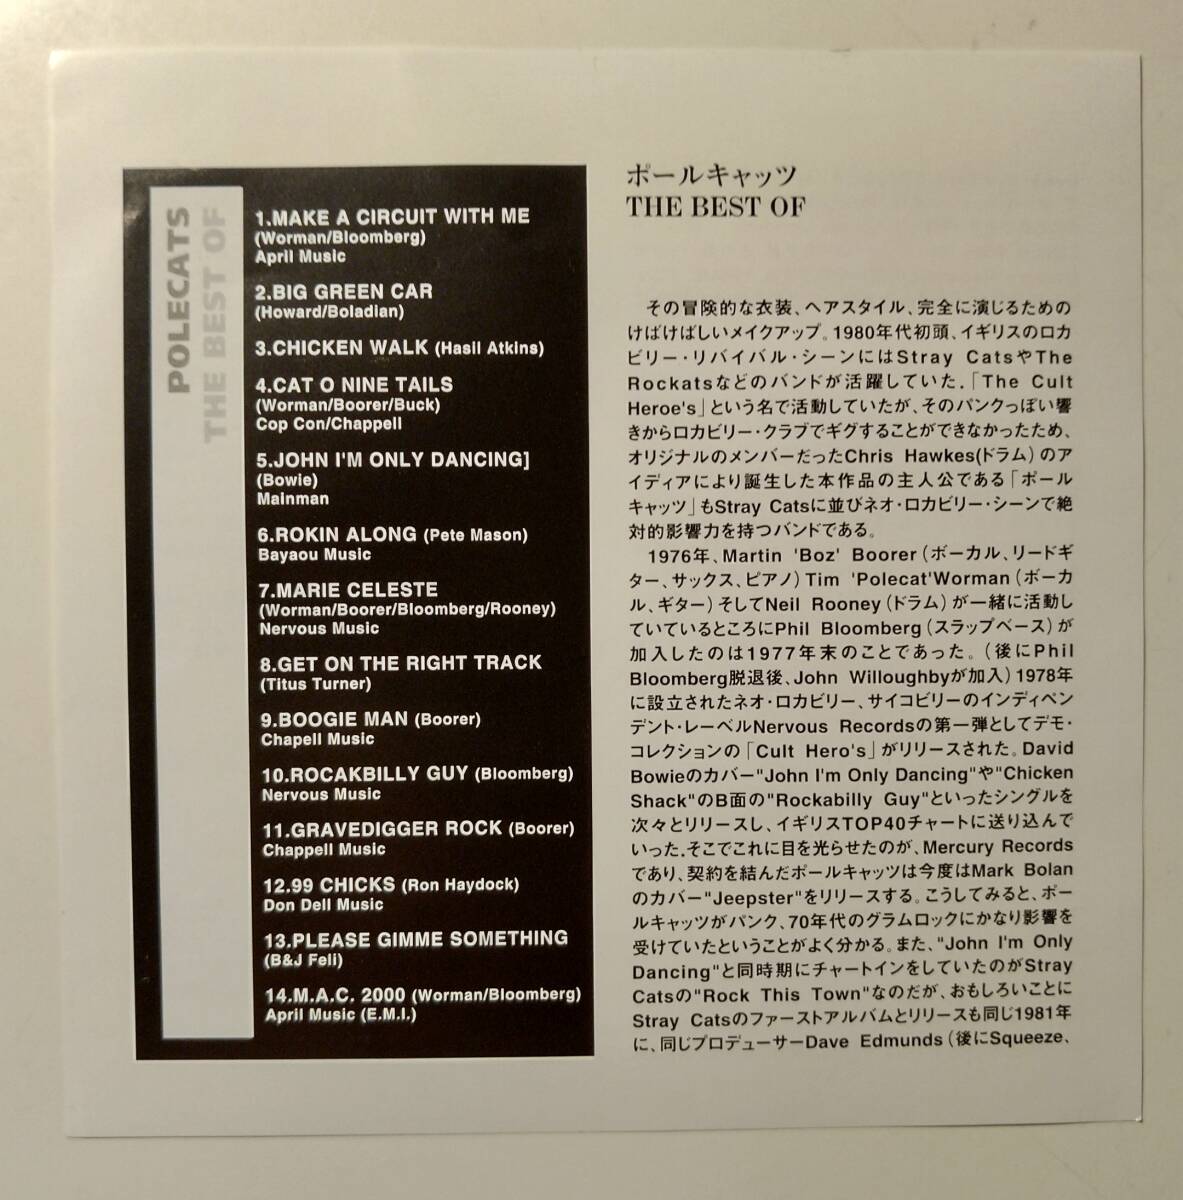 POLECATS
THE BEST OF
1.MAKE A CIRCUIT WITH ME
(Worman/Bloomberg)
April Music
2.BIG GREEN CAR
(Howard/Boladian)
3.CHICKEN WALK (Hasil Atkins)
4.CAT O NINE TAILS
(Worman/Boorer/Buck)
Cop Con/Chappell
5.JOHN I'M ONLY DANCING]
(Bowie)
Mainman
6.ROKIN ALONG (Pete Mason)
Bayaou Music
7.MARIE CELESTE
(Worman/Boorer/Bloomberg/Rooney)
Nervous Music
8.GET ON THE RIGHT TRACK
(Titus Turner)
9.BOOGIE MAN (Boorer)
Chapell Music
10.ROCAKBILLY GUY (Bloomberg)
Nervous Music
11.GRAVEDIGGER ROCK (Boorer)
Chappell Music
12.99 CHICKS (Ron Haydock)
Don Dell Music
13.PLEASE GIMME SOMETHING
(B&J Feli)
14.M.A.C. 2000 (Worman/Bloomberg)
April Music (E.M.I.)
ポールキャッツ
THE BEST OF
その冒険的な衣装、ヘアスタイル、完全に演じるための
けばけばしいメイクアップ。1980年代初頭、イギリスのロカ
ビリー・リバイバル・シーンにはStray CatsやThe
Rockatsなどのバンドが活躍していた.「The Cult
Heroe's」という名で活動していたが、そのパンクっぽい響
きからロカビリー・クラブでギグすることができなかったため、
オリジナルのメンバーだったChris Hawkes(ドラム)のア
イディアにより誕生した本作品の主人公である「ポール
キャッツ」もStray Catsに並びネオ・ロカビリー・シーンで絶
対的影響力を持つバンドである。
1976年、Martin 'Boz' Boorer(ボーカル、リードギ
ター、サックス、ピアノ)Tim 'Polecat'Worman(ボーカ
ル、ギター)そしてNeil Rooney(ドラム)が一緒に活動し
ていているところにPhil Bloomberg(スラップベース)が
加入したのは1977年末のことであった。(後にPhil
Bloomberg脱退後、John Willoughbyが加入)1978年
に設立されたネオ・ロカビリー、サイコビリーのインディペン
デント・レーベルNervous Recordsの第一弾としてデモ・
コレクションの「Cult Hero's」がリリースされた。David
Bowieのカバー"John I'm Only Dancing"や"Chicken
Shack"のB面の"Rockabilly Guy"といったシングルを
次々とリリースし、イギリスTOP40チャートに送り込んで
いった.そこでこれに目を光らせたのが、Mercury Records
であり、契約を結んだポールキャッツは今度はMark Bolan
のカバー"Jeepster"をリリースする。こうしてみると、ポー
ルキャッツがパンク、70年代のグラムロックにかなり影響を
受けていたということがよく分かる。また、"John I'm Only
Dancing"と同時期にチャートインをしていたのがStray
Catsの"Rock This Town"なのだが、おもしろいことに
Stray Catsのファーストアルバムとリリースも同じ1981年
に、同じプロデューサーDave Edmunds(後にSqueeze、